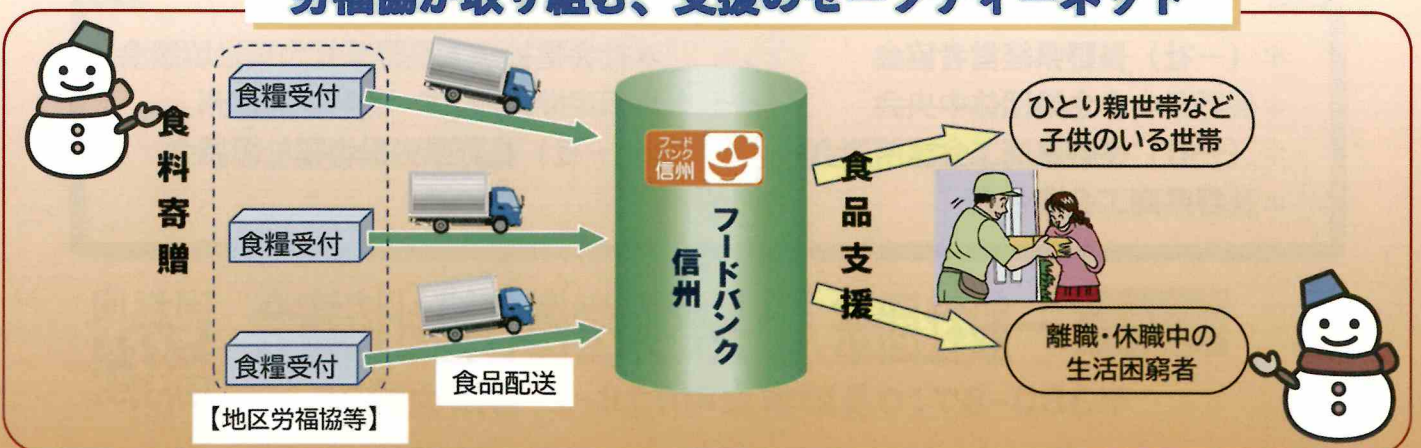 労福協が取り組む、支援のセーフティーネット
食料寄贈
食糧受付
食糧受付
食糧受付
【地区労福協等】
食品配送
フード
バンク
信州
フードバンク
信州
食品支援
ひとり親世帯など
子供のいる世帯
離職・休職中の
生活困窮者